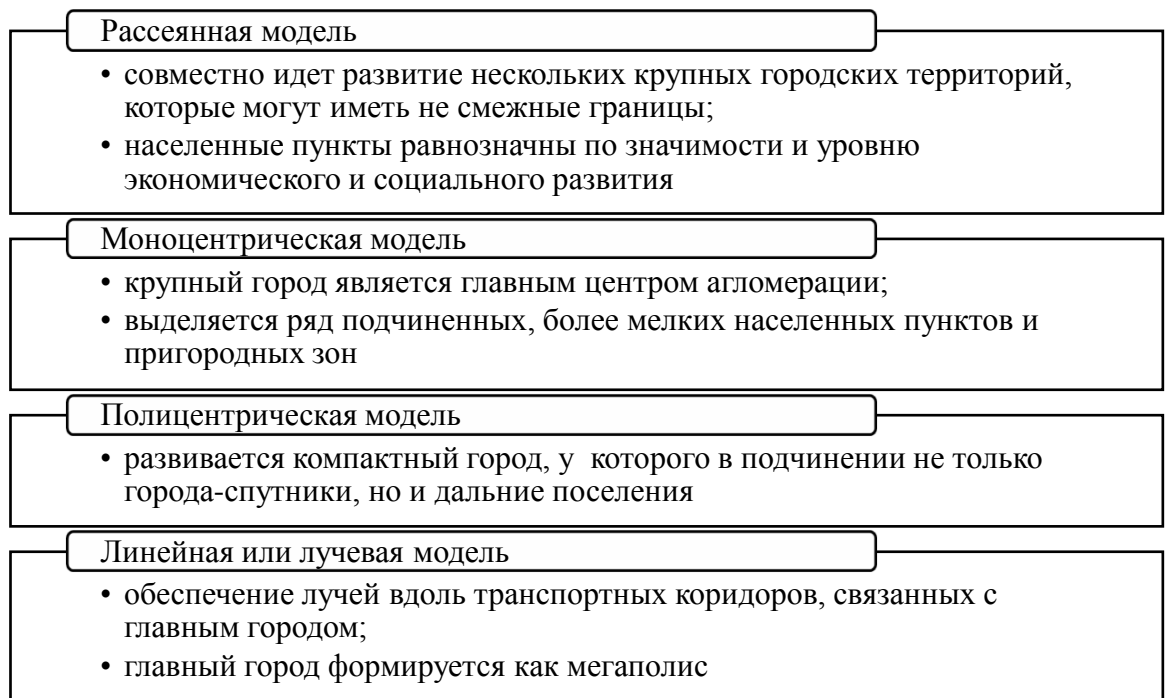 Рассеянная модель
• совместно идет развитие нескольких крупных городских территорий,
которые могут иметь не смежные границы;
• населенные пункты равнозначны по значимости и уровню
экономического и социального развития
Моноцентрическая модель
• крупный город является главным центром агломерации;
• выделяется ряд подчиненных, более мелких населенных пунктов и
пригородных зон
Полицентрическая модель
• развивается компактный город, у которого в подчинении не только
города-спутники, но и дальние поселения
Линейная или лучевая модель
• обеспечение лучей вдоль транспортных коридоров, связанных с
главным городом;
• главный город формируется как мегаполис